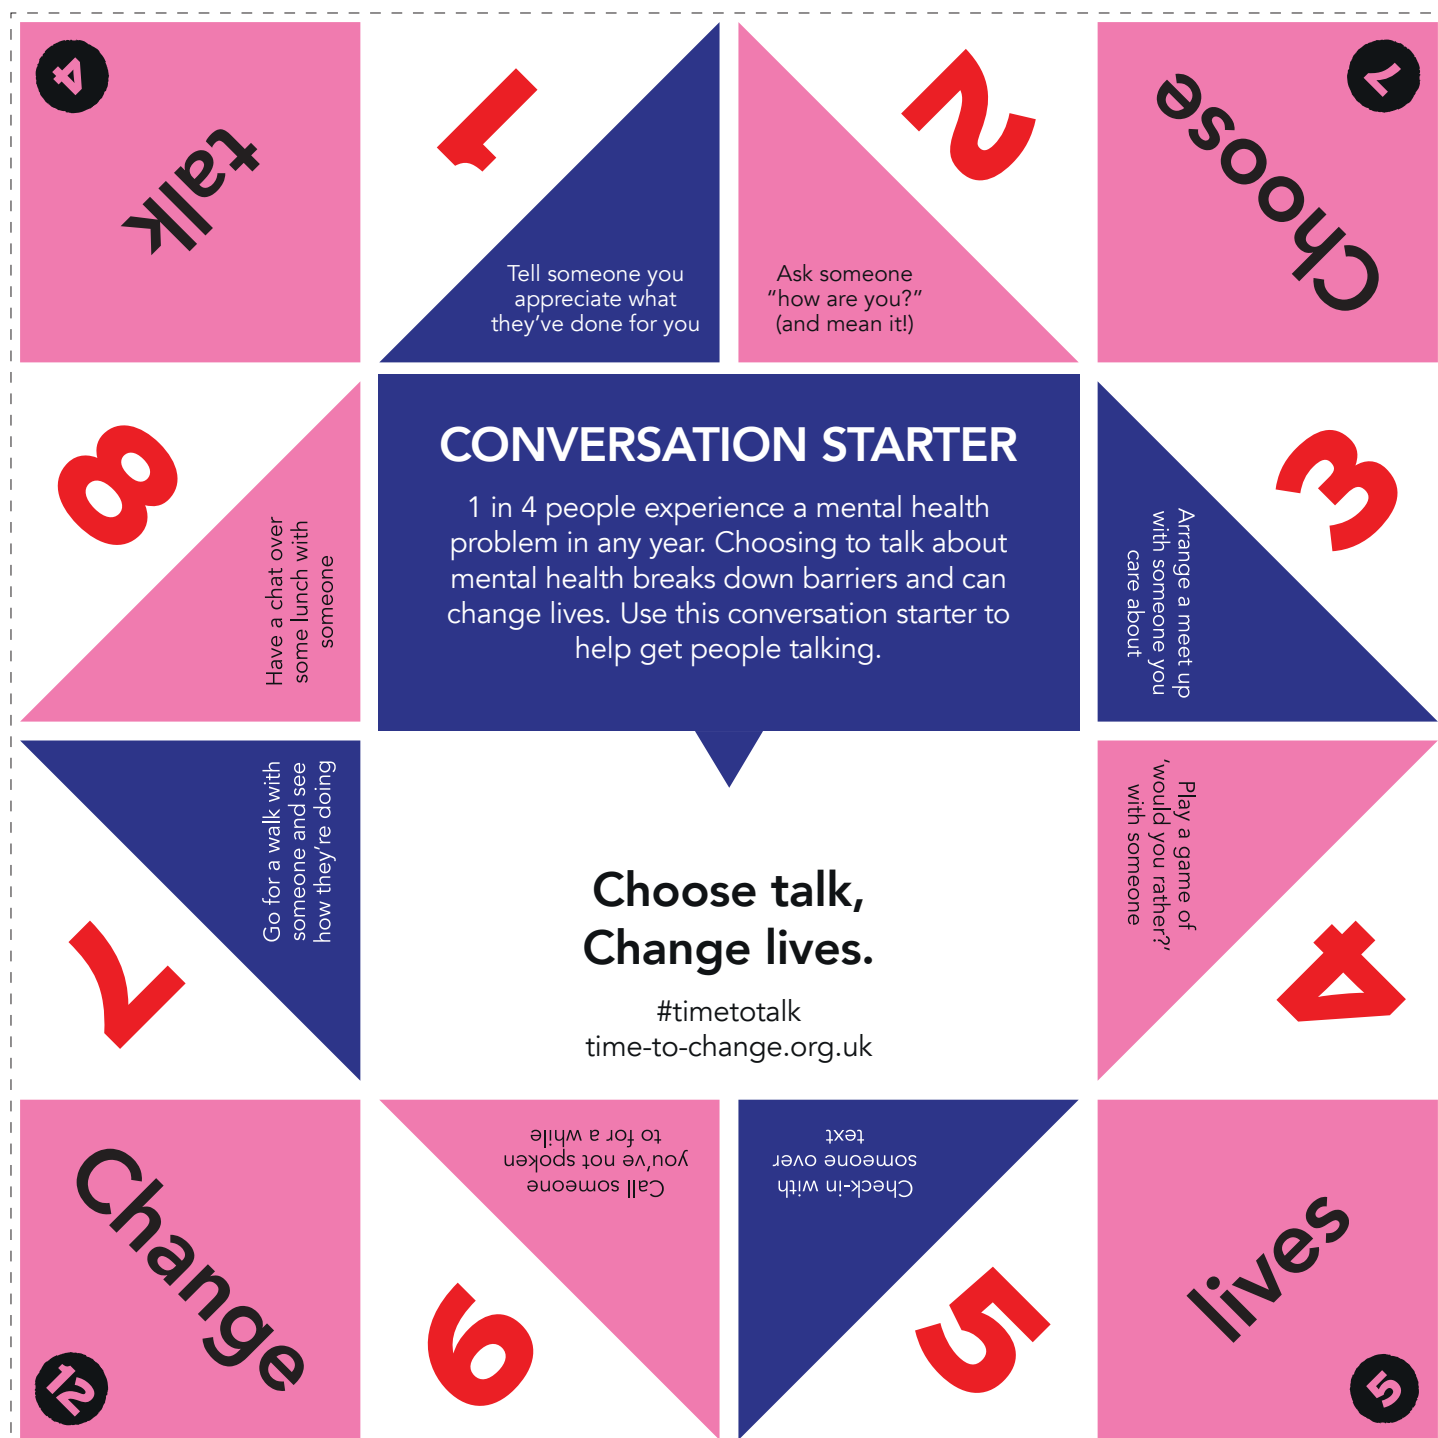 4
talk
1
Tell someone you
appreciate what
they've done for you
2
Ask someone
“how are you?”
(and mean it!)
7
Choose
8
Have a chat over
some lunch with
someone
CONVERSATION STARTER
1 in 4 people experience a mental health
problem in any year. Choosing to talk about
mental health breaks down barriers and can
change lives. Use this conversation starter to
help get people talking.
3
Arrange a meet up
with someone you
care about
7
Go for a walk with
someone and see
how they're doing
Choose talk,
Change lives.
#timetotalk
time-to-change.org.uk
4
Play a game of
‘would you rather?’
with someone
Change
12
6
Call someone
you've not spoken
to for a while
5
Check-in with
someone over
text
lives
5